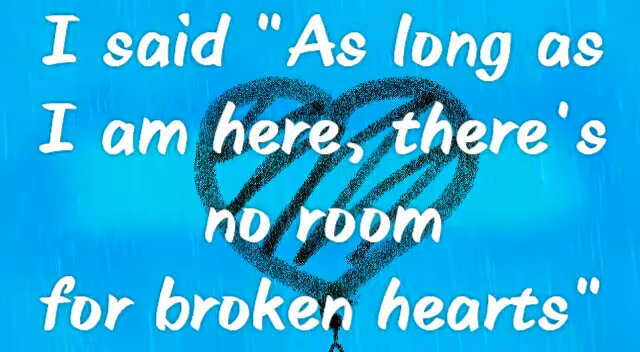 I said "As long as
I am here, there's
no room
for broken hearts"